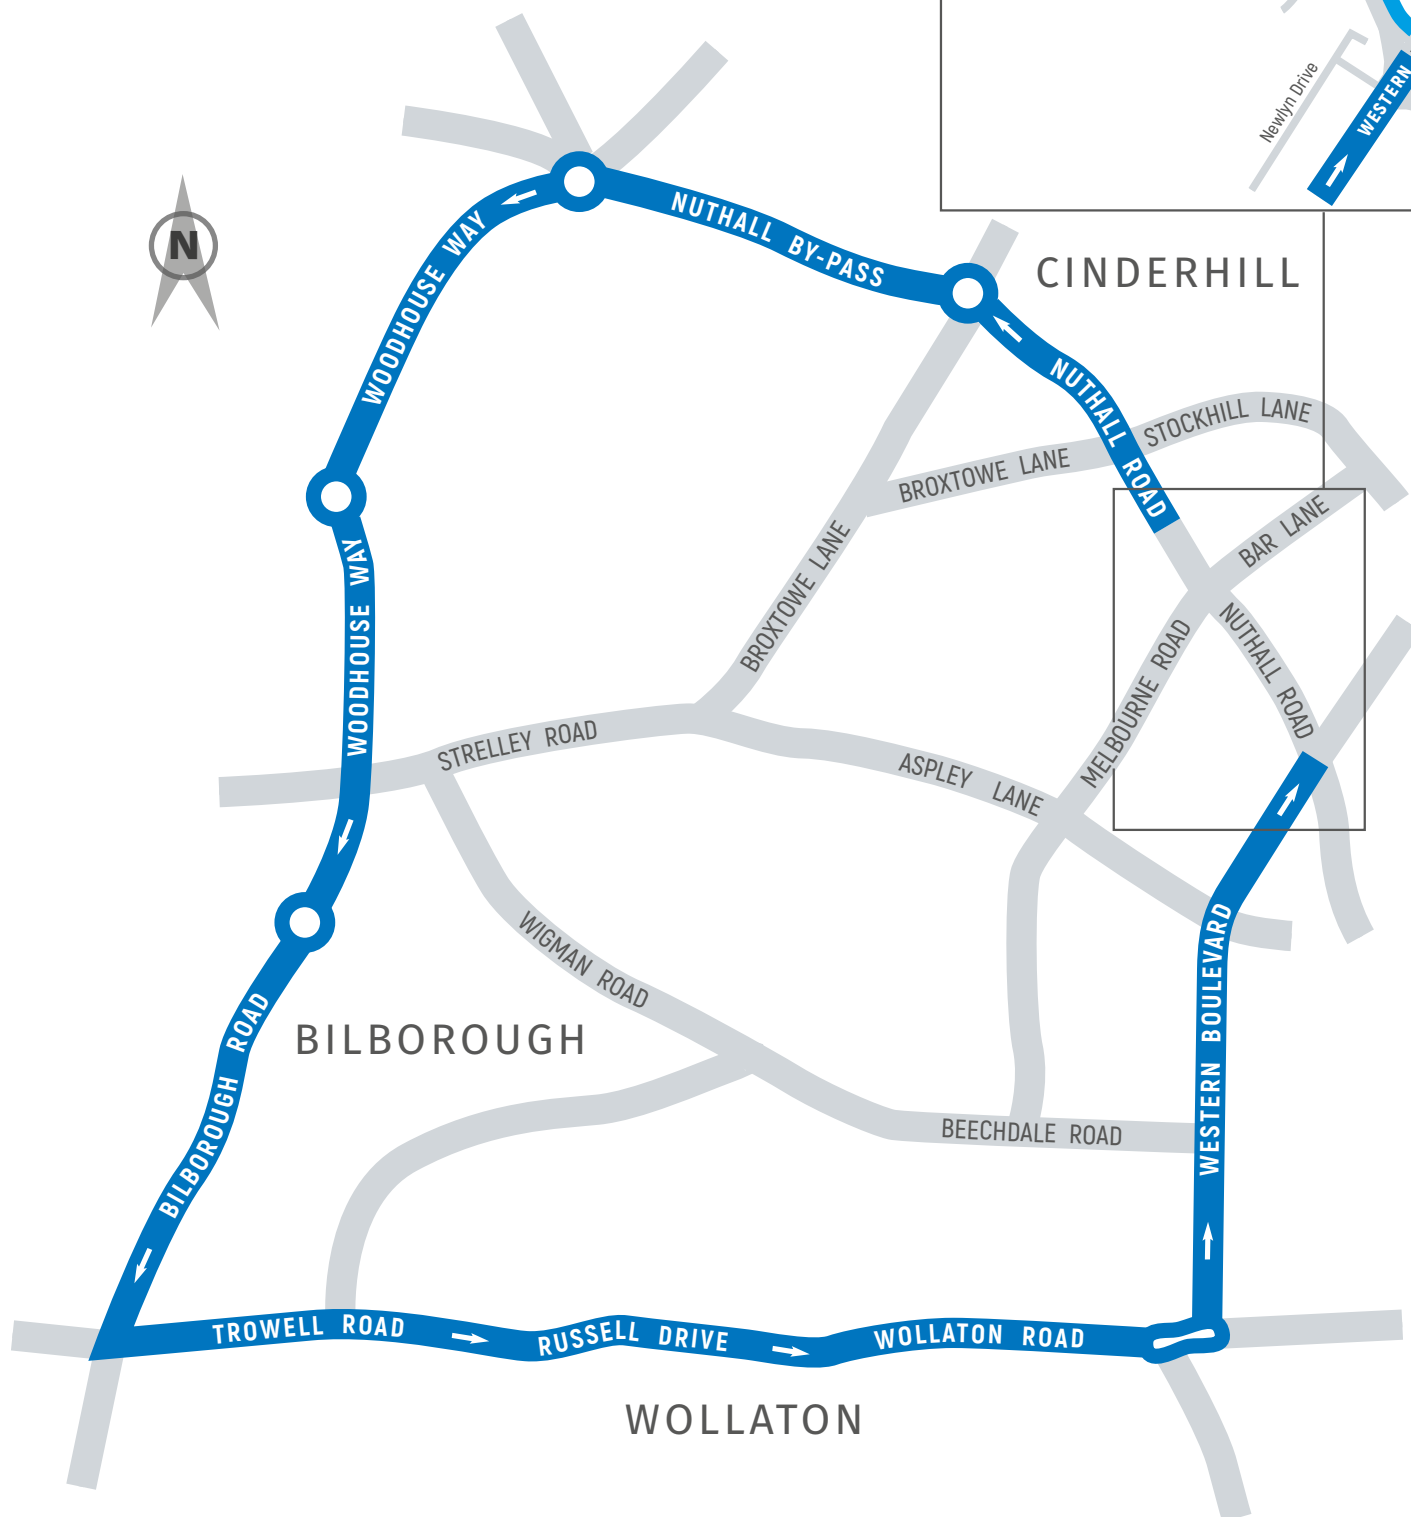 Newlyn Drive
WESTERN
N
NUTHALL BY-PASS
WOODHOUSE WAY
CINDERHILL
NUTHALL ROAD
STOCKHILL LANE
BROXTOWE LANE
BAR LANE
BROXTOWE LANE
WOODHOUSE WAY
NUTHALL ROAD
MELBOURNE ROAD
STRELLEY ROAD
ASPLEY LANE
WIGMAN ROAD
WESTERN BOULEVARD
BILBOROUGH ROAD
BILBOROUGH
BEECHDALE ROAD
BILBOROUGH ROAD
TROWELL ROAD
RUSSELL DRIVE
WOLLATON ROAD
WOLLATON